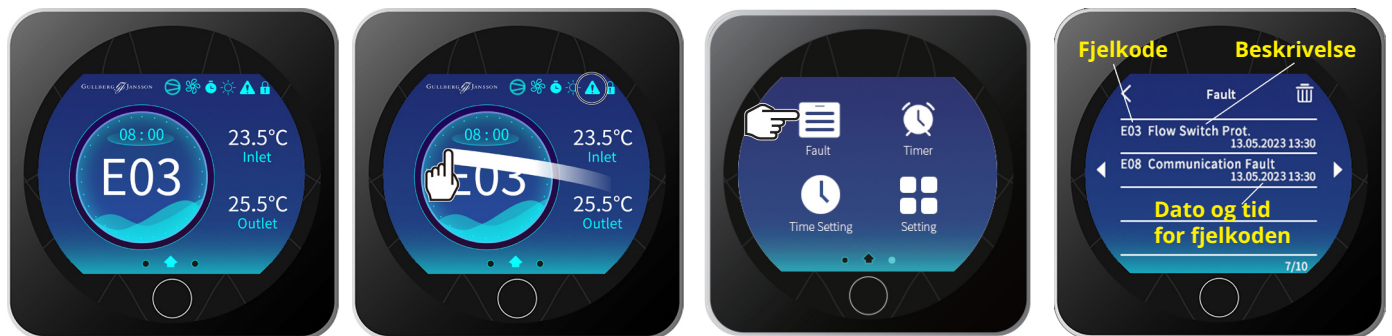 GULLBERG & JANSSON
08 : 00
E03
23.5°C
Inlet
25.5°C
Outlet
GULLBERG & JANSSON
08 : 00
E03
23.5°C
Inlet
25.5°C
Outlet
Fault
Timer
Time Setting
Setting
Fjelkode
Beskrivelse
Fault
E03 Flow Switch Prot.
13.05.2023 13:30
E08 Communication Fault
13.05.2023 13:30
Dato og tid
for fjelkoden
7/10